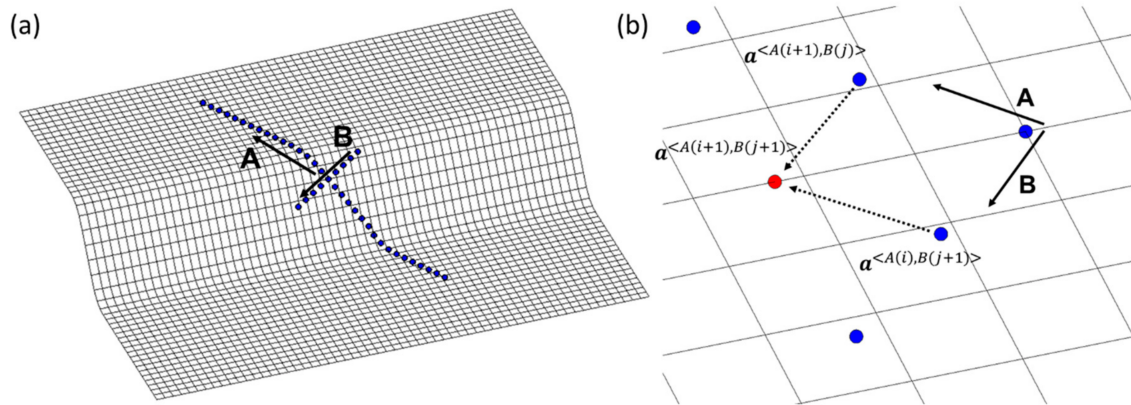 (a)
A
B
(b)
a<A(i+1),B(j)>
A
a<A(i+1),B(j+1)>
B
a<A(i),B(j+1)>